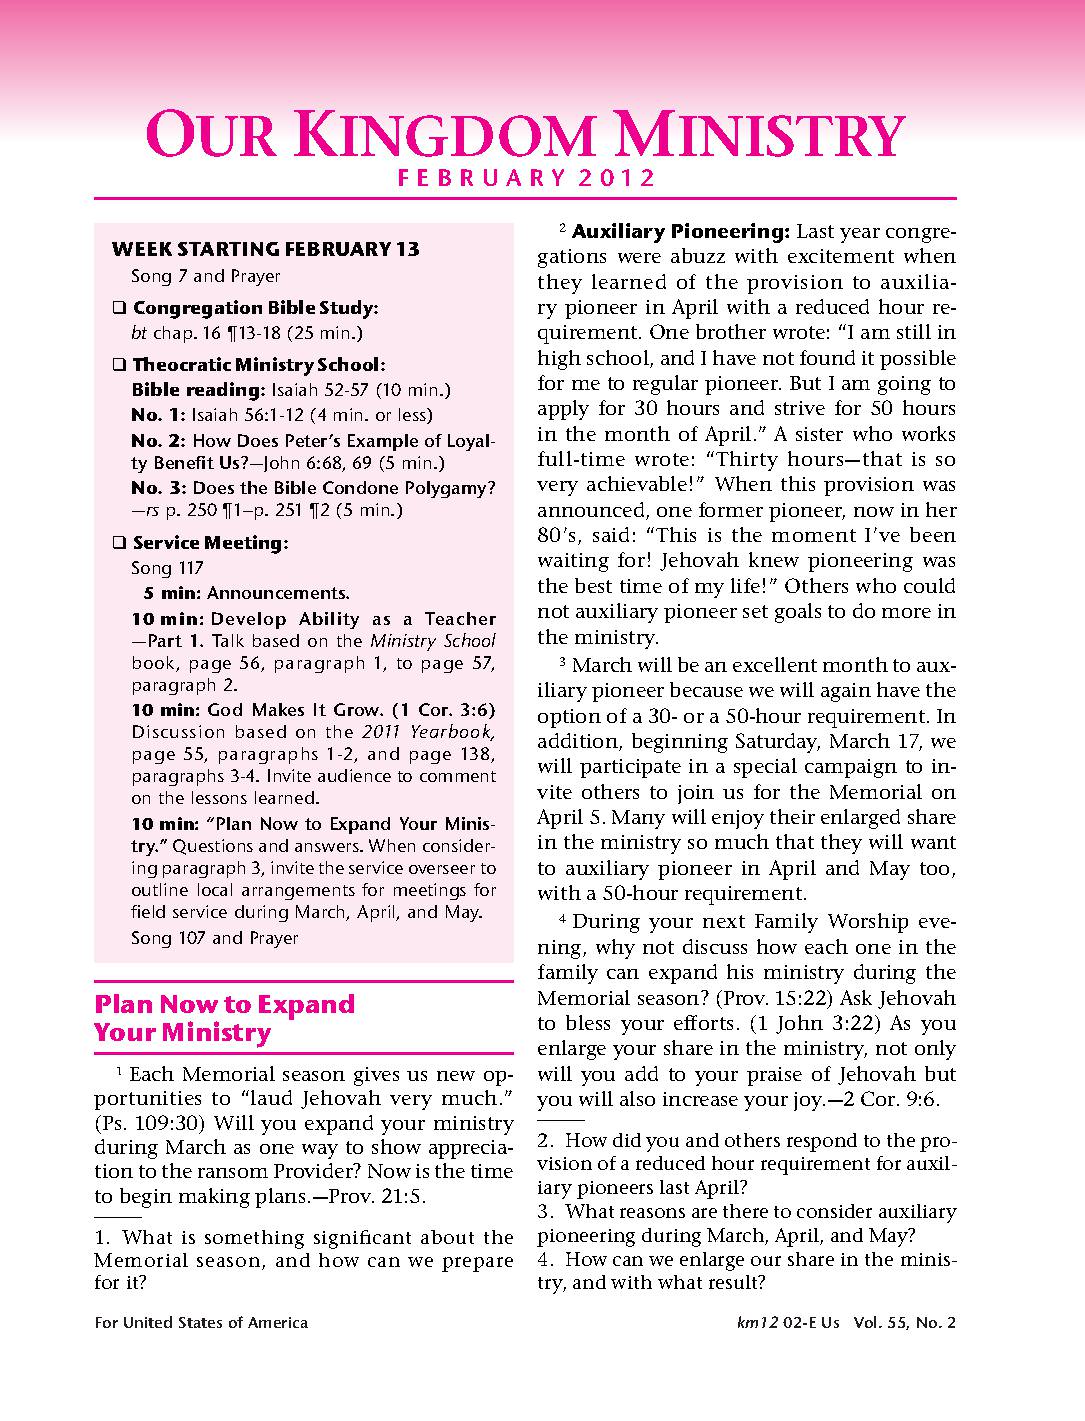 OUR KINGDOM MINISTRY
FEBRUARY 2012
WEEK STARTING FEBRUARY 13
Song 7 and Prayer
❑ Congregation Bible Study:
bt chap. 16 ¶13-18 (25 min.)
❑ Theocratic Ministry School:
Bible reading: Isaiah 52-57 (10 min.)
No. 1: Isaiah 56:1-12 (4 min. or less)
No. 2: How Does Peter’s Example of Loyal-
ty Benefit Us?—John 6:68, 69 (5 min.)
No. 3: Does the Bible Condone Polygamy?
—rs p. 250 ¶1–p. 251 ¶2 (5 min.)
❑ Service Meeting:
Song 117
5 min: Announcements.
10 min: Develop Ability as a Teacher
—Part 1. Talk based on the Ministry School
book, page 56, paragraph 1, to page 57,
paragraph 2.
10 min: God Makes It Grow. (1 Cor. 3:6)
Discussion based on the 2011 Yearbook,
page 55, paragraphs 1-2, and page 138,
paragraphs 3-4. Invite audience to comment
on the lessons learned.
10 min: “Plan Now to Expand Your Minis-
try.” Questions and answers. When consider-
ing paragraph 3, invite the service overseer to
outline local arrangements for meetings for
field service during March, April, and May.
Song 107 and Prayer
Plan Now to Expand
Your Ministry
1 Each Memorial season gives us new op-
portunities to “laud Jehovah very much.”
(Ps. 109:30) Will you expand your ministry
during March as one way to show apprecia-
tion to the ransom Provider? Now is the time
to begin making plans.—Prov. 21:5.
1. What is something significant about the
Memorial season, and how can we prepare
for it?
2 Auxiliary Pioneering: Last year congre-
gations were abuzz with excitement when
they learned of the provision to auxilia-
ry pioneer in April with a reduced hour re-
quirement. One brother wrote: “I am still in
high school, and I have not found it possible
for me to regular pioneer. But I am going to
apply for 30 hours and strive for 50 hours
in the month of April.” A sister who works
full-time wrote: “Thirty hours—that is so
very achievable!” When this provision was
announced, one former pioneer, now in her
80’s, said: “This is the moment I’ve been
waiting for! Jehovah knew pioneering was
the best time of my life!” Others who could
not auxiliary pioneer set goals to do more in
the ministry.
3 March will be an excellent month to aux-
iliary pioneer because we will again have the
option of a 30- or a 50-hour requirement. In
addition, beginning Saturday, March 17, we
will participate in a special campaign to in-
vite others to join us for the Memorial on
April 5. Many will enjoy their enlarged share
in the ministry so much that they will want
to auxiliary pioneer in April and May too,
with a 50-hour requirement.
4 During your next Family Worship eve-
ning, why not discuss how each one in the
family can expand his ministry during the
Memorial season? (Prov. 15:22) Ask Jehovah
to bless your efforts. (1 John 3:22) As you
enlarge your share in the ministry, not only
will you add to your praise of Jehovah but
you will also increase your joy.—2 Cor. 9:6.
2. How did you and others respond to the pro-
vision of a reduced hour requirement for auxil-
iary pioneers last April?
3. What reasons are there to consider auxiliary
pioneering during March, April, and May?
4. How can we enlarge our share in the minis-
try, and with what result?
For United States of America
km12 02-E Us Vol. 55, No. 2